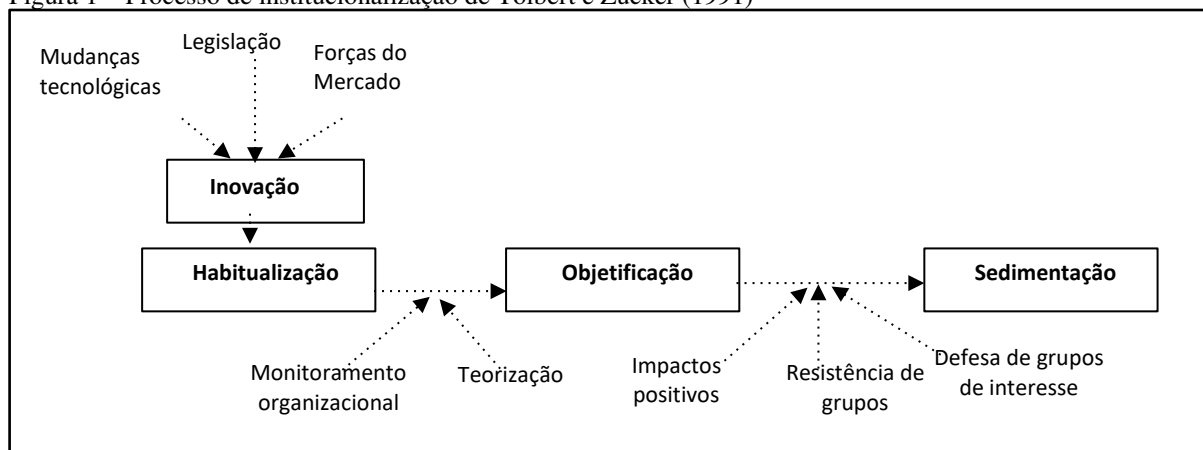 Figura 1 – Processo de institucionalização de Tolbert e Zucker (1991)
Legislação
Mudanças
tecnológicas
Forças do
Mercado
Inovação
Habitualização
Objetificação
Sedimentação
Monitoramento
organizacional
Teorização
Impactos
positivos
Resistência de
grupos
Defesa de grupos
de interesse